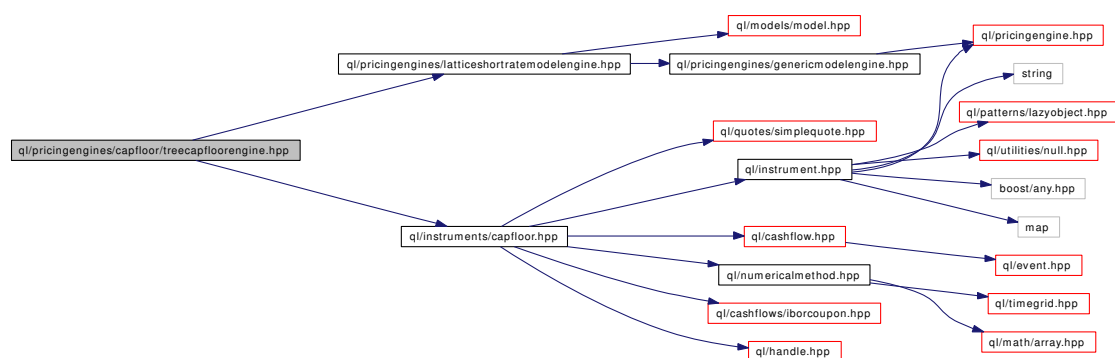 ql/models/model.hpp
ql/pricingengine.hpp
ql/pricingengines/latticeshortratemodelengine.hpp
ql/pricingengines/genericmodelengine.hpp
string
ql/patterns/lazyobject.hpp
ql/quotes/simplequote.hpp
ql/pricingengines/capfloor/treecapfloorengine.hpp
ql/utilities/null.hpp
ql/instrument.hpp
boost/any.hpp
map
ql/instruments/capfloor.hpp
ql/cashflow.hpp
ql/event.hpp
ql/numericalmethod.hpp
ql/timegrid.hpp
ql/cashflows/iborcoupon.hpp
ql/math/array.hpp
ql/handle.hpp